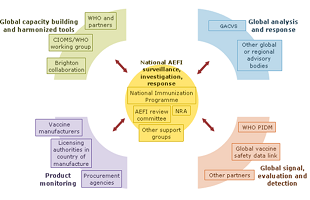 Global capacity building
and harmonized tools
WHO and
partners
CIOMS/WHO
working group
Brighton
collaboration
Global analysis
and response
GACVS
Other global
or regional
advisory
bodies
National AEFI
surveillance,
investigation,
response
National Immunization
Programme
AEFI review
committee
NRA
Other support
groups
Vaccine
manufacturers
Licensing
authorities in
country of
manufacture
Product
monitoring
Procurement
agencies
WHO PIDM
Global vaccine
safety data link
Other partners
Global signal,
evaluation and
detection